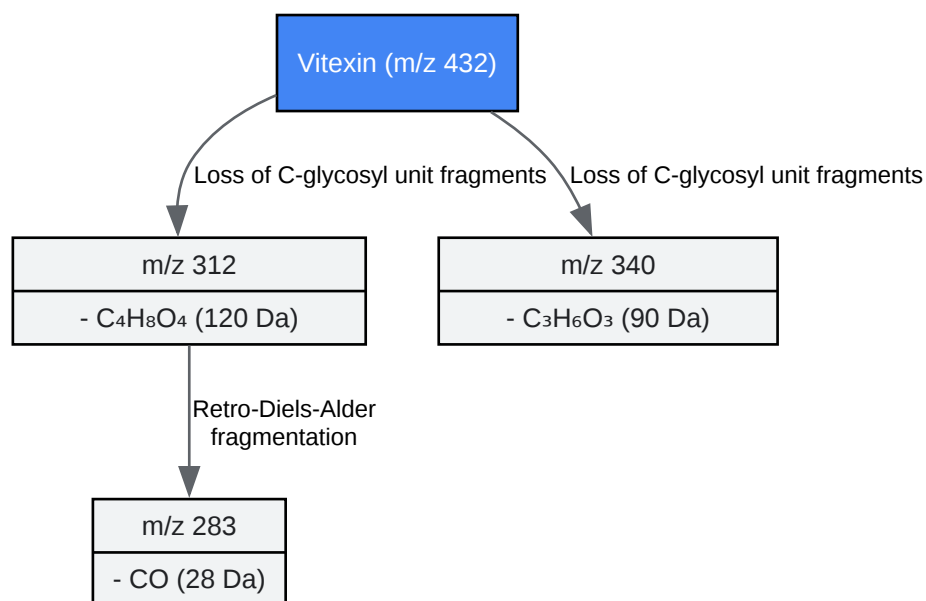 Vitexin (m/z 432)
Loss of C-glycosyl unit fragments
Loss of C-glycosyl unit fragments
m/z 312
- C₄H₈O₄ (120 Da)
m/z 340
- C₃H₆O₃ (90 Da)
Retro-Diels-Alder
fragmentation
m/z 283
- CO (28 Da)